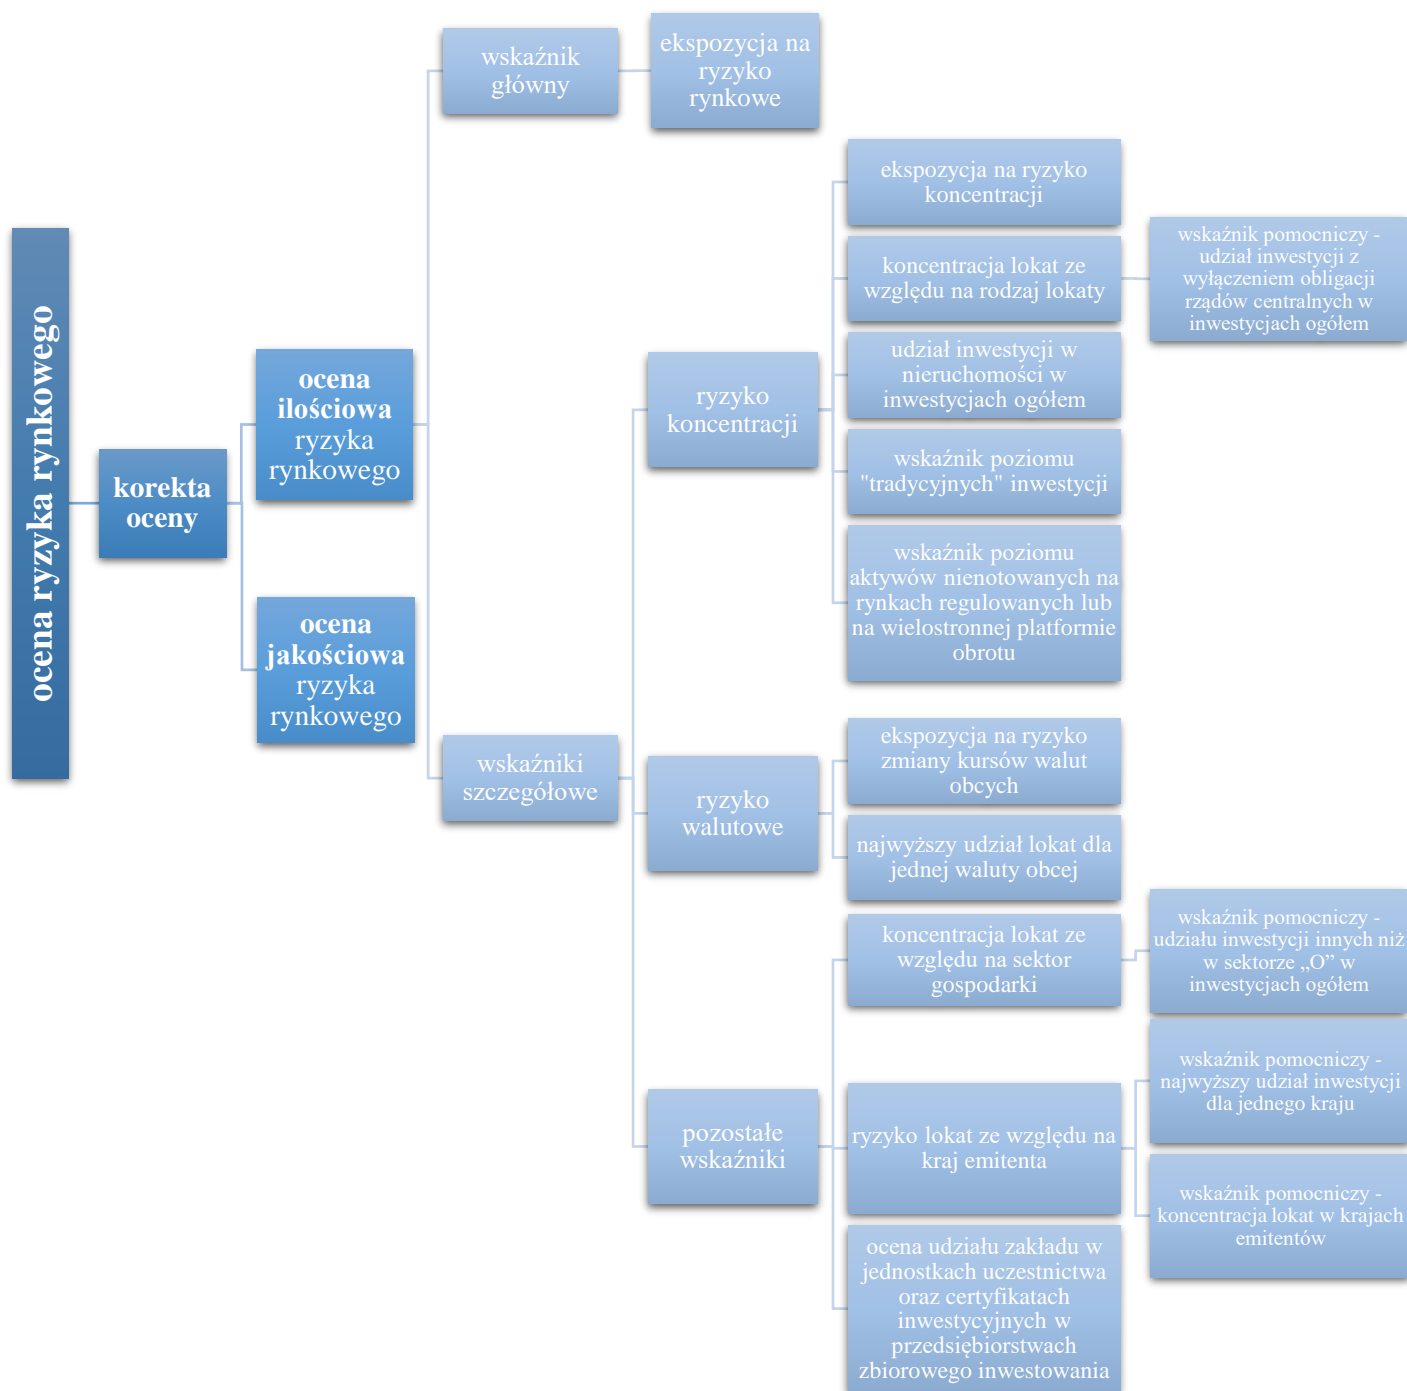 ocena ryzyka rynkowego
korekta
oceny
ocena
ilościowa
ryzyka
rynkowego
ocena
jakościowa
ryzyka
rynkowego
wskaźnik
główny
ekspozycja na
ryzyko
rynkowe
wskaźniki
szczegółowe
ryzyko
koncentracji
ekspozycja na ryzyko
koncentracji
koncentracja lokat ze
względu na rodzaj lokaty
wskaźnik pomocniczy -
udział inwestycji z
wyłączeniem obligacji
rządów centralnych w
inwestycjach ogółem
udział inwestycji w
nieruchomości w
inwestycjach ogółem
wskaźnik poziomu
"tradycyjnych" inwestycji
wskaźnik poziomu
aktywów nienotowanych na
rynkach regulowanych lub
na wielostronnej platformie
obrotu
ryzyko
walutowe
ekspozycja na ryzyko
zmiany kursów walut
obcych
najwyższy udział lokat dla
jednej waluty obcej
pozostałe
wskaźniki
koncentracja lokat ze
względu na sektor
gospodarki
wskaźnik pomocniczy -
udziału inwestycji innych niż
w sektorze „O” w
inwestycjach ogółem
ryzyko lokat ze względu na
kraj emitenta
wskaźnik pomocniczy -
najwyższy udział inwestycji
dla jednego kraju
wskaźnik pomocniczy -
koncentracja lokat w krajach
emitentów
ocena udziału zakładu w
jednostkach uczestnictwa
oraz certyfikatach
inwestycyjnych w
przedsiębiorstwach
zbiorowego inwestowania